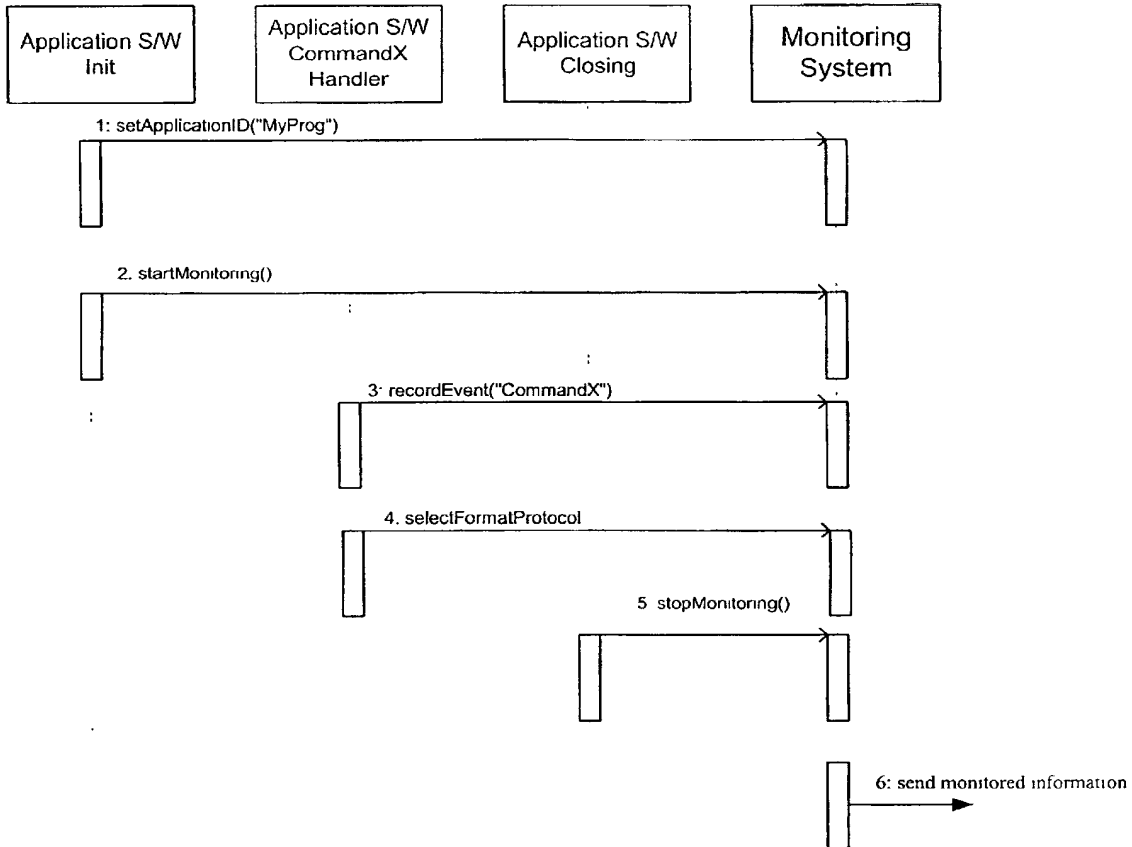 Application S/W
Init
Application S/W
CommandX
Handler
Application S/W
Closing
Monitoring
System
1: setApplicationID("MyProg")
2. startMonitoring()
3· recordEvent("CommandX")
4. selectFormatProtocol
5 stopMonitoring()
6: send monitored information